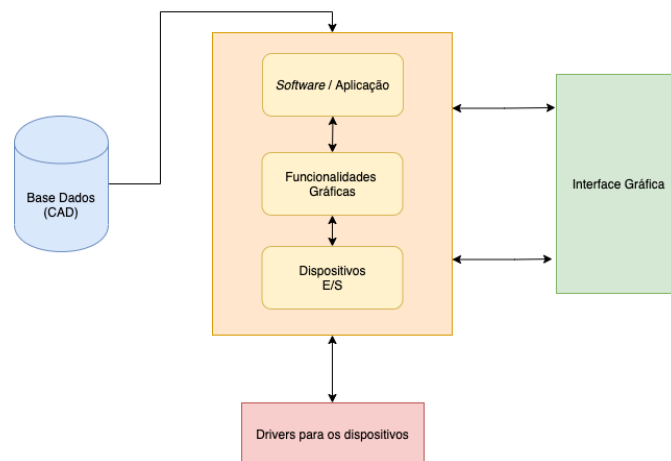 Software / Aplicação
Funcionalidades
Gráficas
Dispositivos
E/S
Base Dados
(CAD)
Interface Gráfica
Drivers para os dispositivos